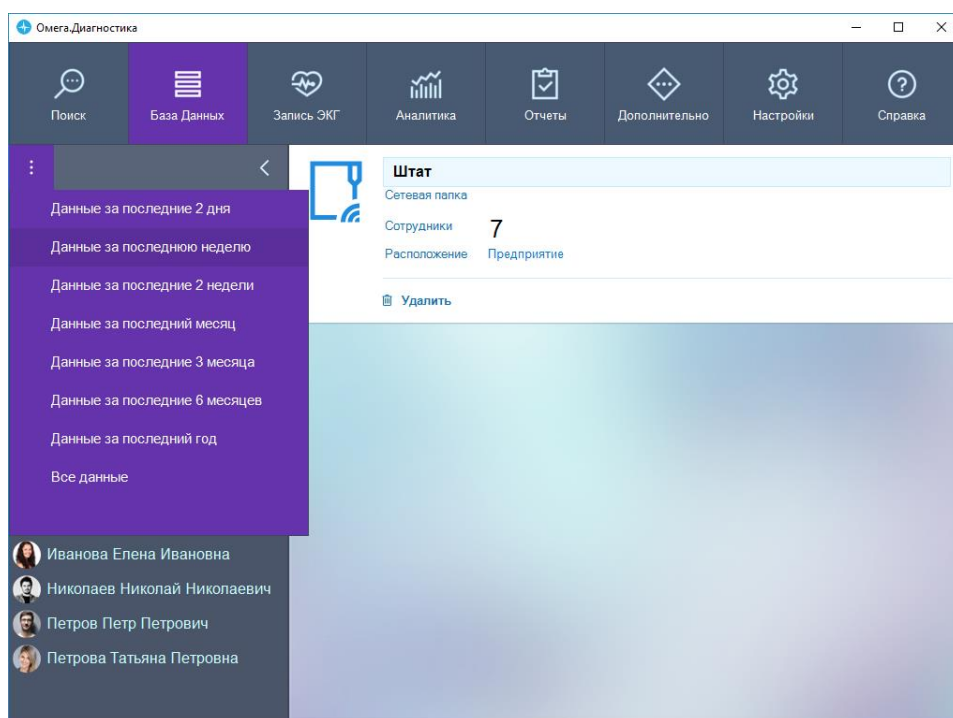 Омега.Диагностика
Поиск
База Данных
Запись ЭКГ
Аналитика
Отчеты
Дополнительно
Настройки
Справка
Данные за последние 2 дня
Данные за последнюю неделю
Данные за последние 2 недели
Данные за последний месяц
Данные за последние 3 месяца
Данные за последние 6 месяцев
Данные за последний год
Все данные
Иванова Елена Ивановна
Николаев Николай Николаевич
Петров Петр Петрович
Петрова Татьяна Петровна
Штат
Сетевая папка
Сотрудники 7
Расположение Предприятие
Удалить